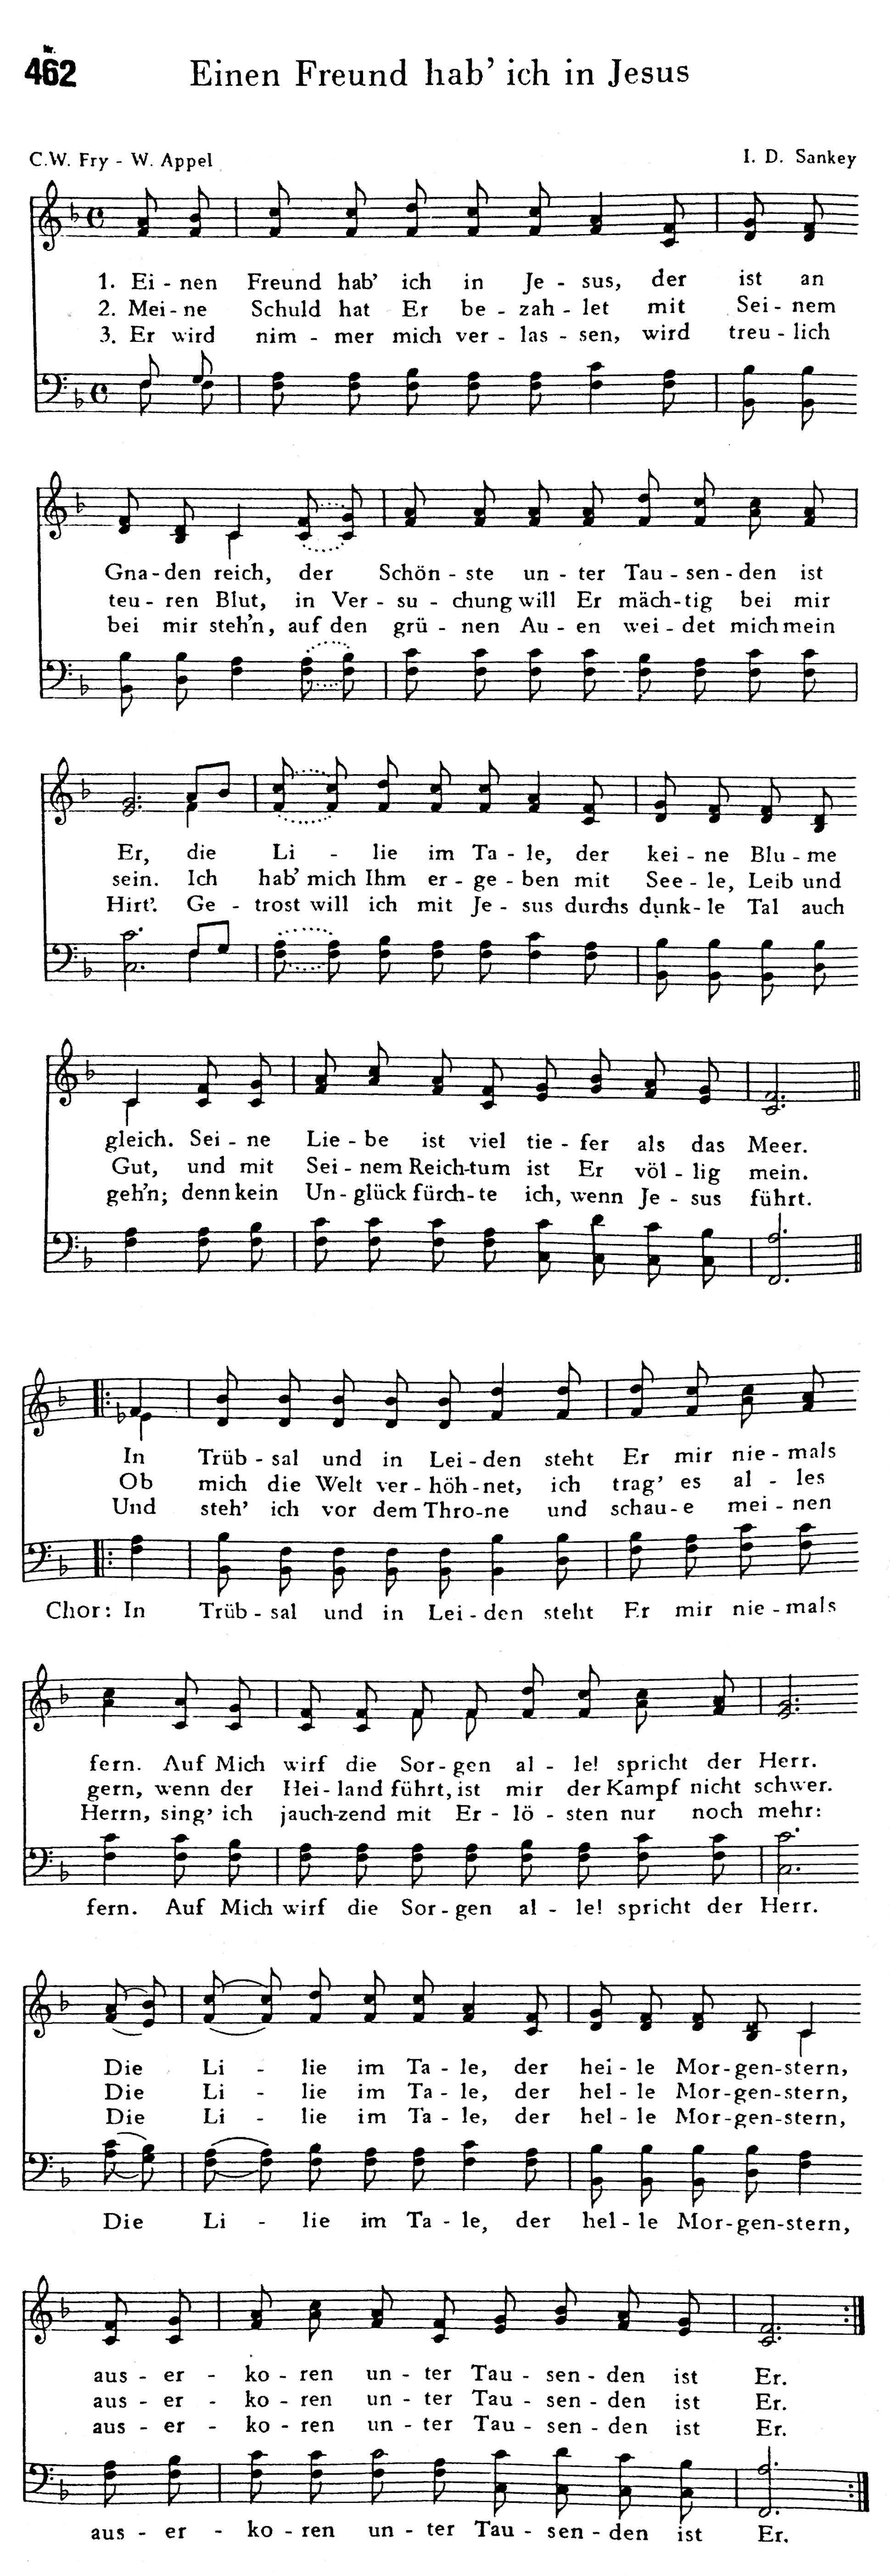 Nr.
462
Einen Freund hab' ich in Jesus
C.W. Fry - W. Appel
I. D. Sankey
1. Ei - nen Freund hab' ich in Je - sus, der ist an
2. Mei - ne Schuld hat Er be - zah - let mit Sei - nem
3. Er wird nim - mer mich ver - las - sen, wird treu - lich
Gna - den reich, der Schön - ste un - ter Tau - sen - den ist
teu - ren Blut, in Ver - su - chung will Er mäch - tig bei mir
bei mir steh'n, auf den grü - nen Au - en wei - det mich mein
Er, die Li - lie im Ta - le, der kei - ne Blu - me
sein. Ich hab' mich Ihm er - ge - ben mit See - le, Leib und
Hirt'. Ge - trost will ich mit Je - sus durchs dunk - le Tal auch
gleich. Sei - ne Lie - be ist viel tie - fer als das Meer.
Gut, und mit Sei - nem Reich - tum ist Er völ - lig mein.
geh'n; denn kein Un - glück fürch - te ich, wenn Je - sus führt.
In Trüb - sal und in Lei - den steht Er mir nie - mals
Ob mich die Welt ver - höh - net, ich trag' es al - les
Und steh' ich vor dem Thro - ne und schau - e mei - nen
Chor: In Trüb - sal und in Lei - den steht Er mir nie - mals
fern. Auf Mich wirf die Sor - gen al - le! spricht der Herr.
gern, wenn der Hei - land führt, ist mir der Kampf nicht schwer.
Herrn, sing' ich jauch - zend mit Er - lö - sten nur noch mehr:
fern. Auf Mich wirf die Sor - gen al - le! spricht der Herr.
Die Li - lie im Ta - le, der hei - le Mor - gen - stern,
Die Li - lie im Ta - le, der hel - le Mor - gen - stern,
Die Li - lie im Ta - le, der hel - le Mor - gen - stern,
Die Li - lie im Ta - le, der hel - le Mor - gen - stern,
aus - er - ko - ren un - ter Tau - sen - den ist Er.
aus - er - ko - ren un - ter Tau - sen - den ist Er.
aus - er - ko - ren un - ter Tau - sen - den ist Er.
aus - er - ko - ren un - ter Tau - sen - den ist Er.